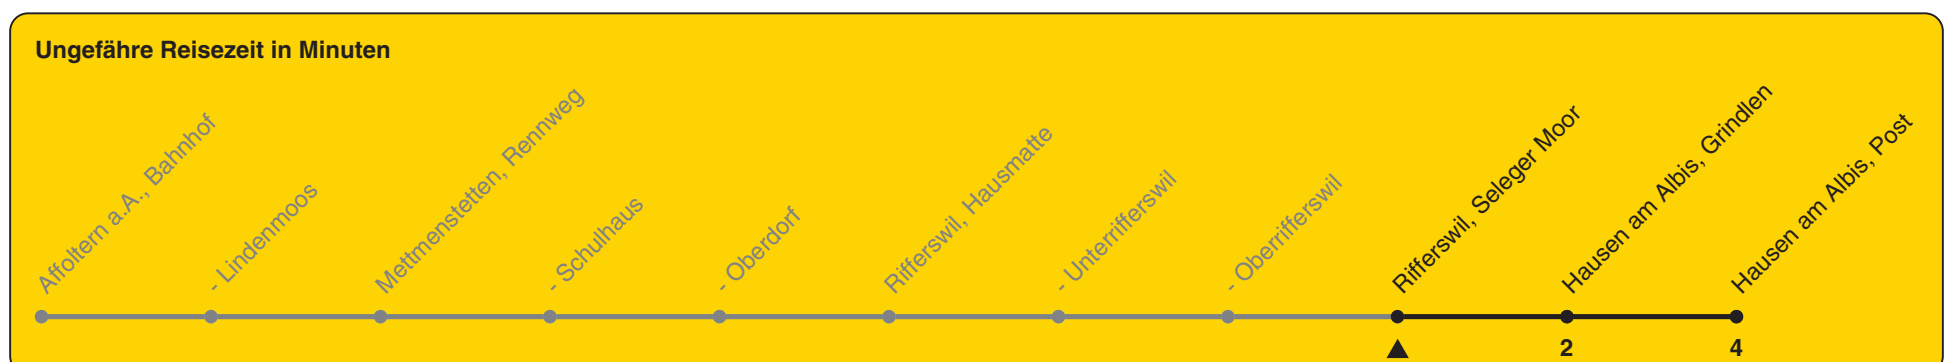 Ungefähre Reisezeit in Minuten
Affoltern a.A., Bahnhof
- Lindenmoos
Mettmenstetten, Rennweg
- Schulhaus
- Oberdorf
Rifferswil, Hausmatte
- Unterrifferswil
- Oberrifferswil
Rifferswil, Seleger Moor
Hausen am Albis, Grindlen
Hausen am Albis, Post
2
4